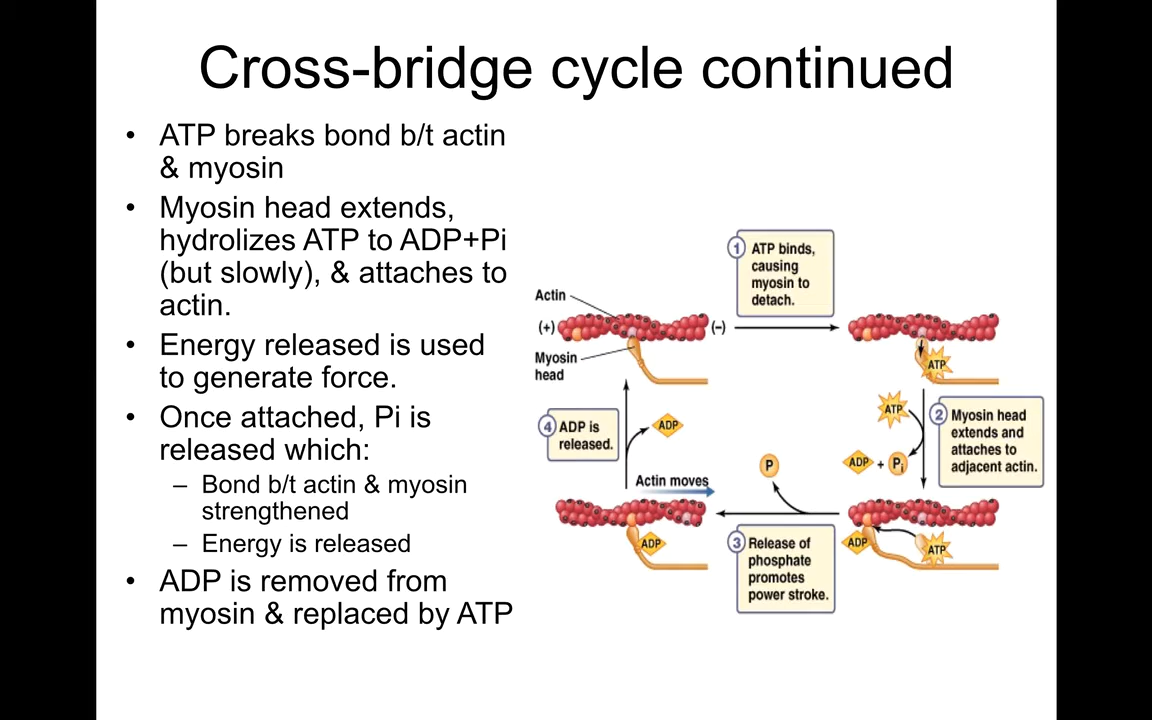 Cross-bridge cycle continued
• ATP breaks bond b/t actin
& myosin
• Myosin head extends,
hydrolizes ATP to ADP+Pi
(but slowly), & attaches to
actin.
• Energy released is used
to generate force.
• Once attached, Pi is
released which:
– Bond b/t actin & myosin
strengthened
– Energy is released
• ADP is removed from
myosin & replaced by ATP
1 ATP binds,
causing
myosin to
detach.
Actin
(+)
(–)
Myosin
head
ATP
ATP
2 Myosin head
extends and
attaches to
adjacent actin.
ADP + Pi
4 ADP is
released.
ADP
P
Actin moves
ADP
3 Release of
phosphate
promotes
power stroke.
ADP
ATP